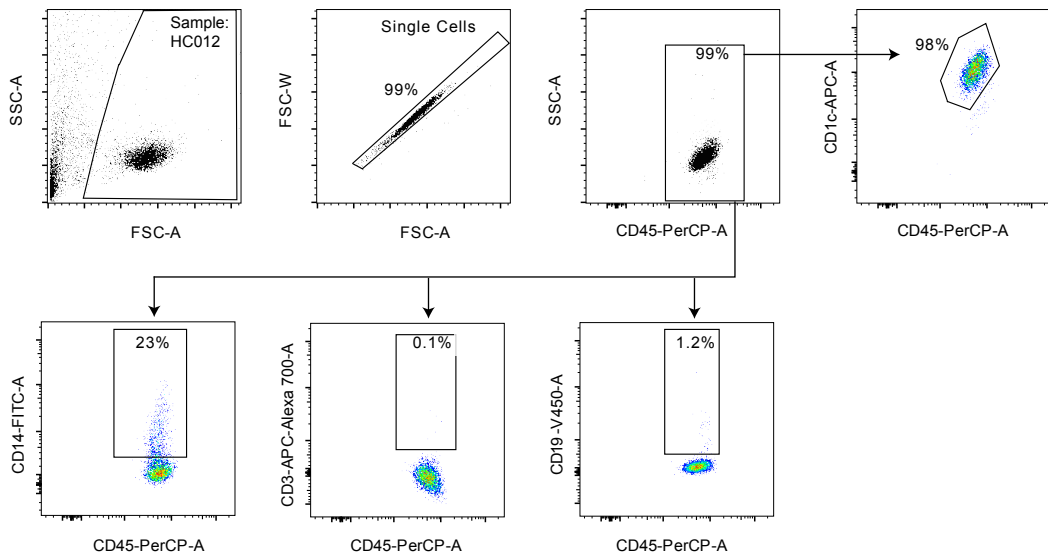 Sample:
HC012
SSC-A
FSC-A
Single Cells
99%
FSC-W
FSC-A
99%
SSC-A
CD45-PerCP-A
98%
CD1c-APC-A
CD45-PerCP-A
23%
CD14-FITC-A
CD45-PerCP-A
0.1%
CD3-APC-Alexa 700-A
CD45-PerCP-A
1.2%
CD19 -V450-A
CD45-PerCP-A